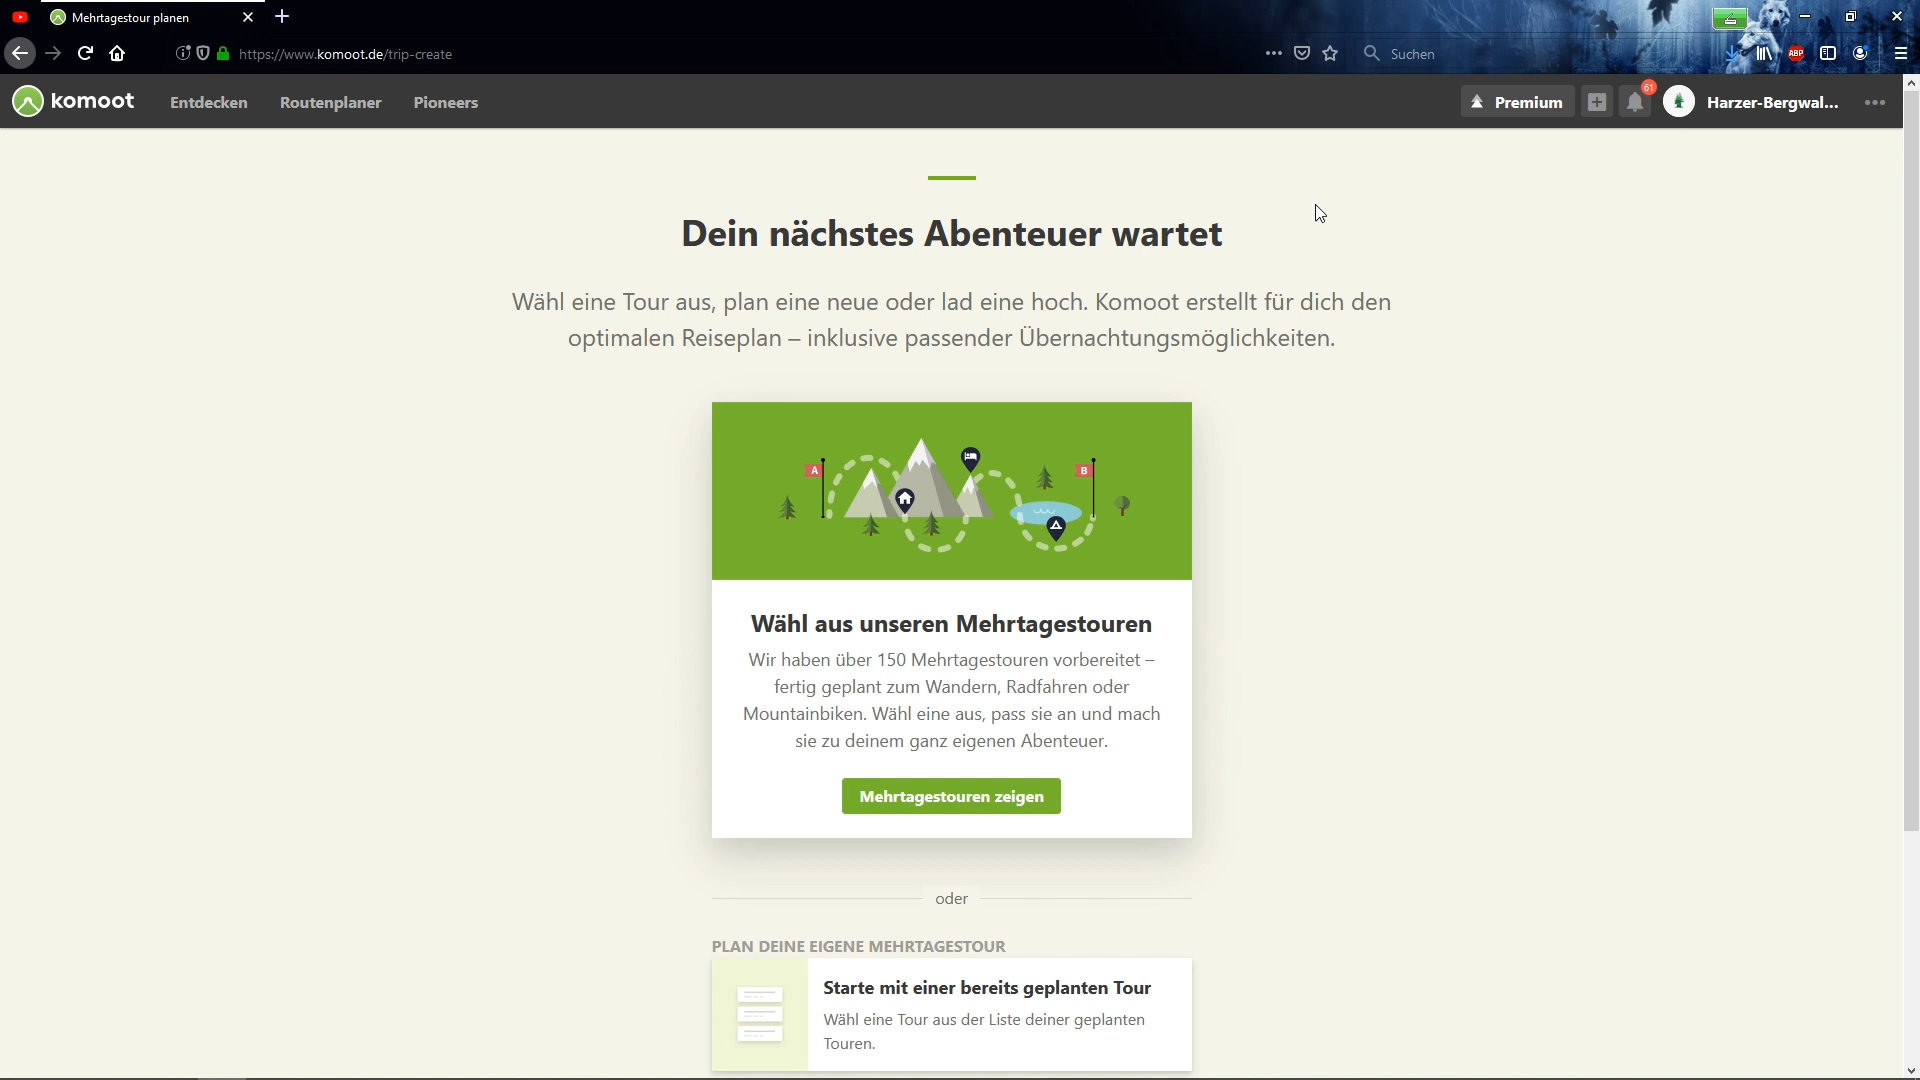 Mehrtagestour planen
https://www.komoot.de/trip-create
Suchen
ABP
komoot
Entdecken
Routenplaner
Pioneers
Premium
61
Harzer-Bergwal...
Dein nächstes Abenteuer wartet
Wähl eine Tour aus, plan eine neue oder lad eine hoch. Komoot erstellt für dich den
optimalen Reiseplan – inklusive passender Übernachtungsmöglichkeiten.
A
B
Wähl aus unseren Mehrtagestouren
Wir haben über 150 Mehrtagestouren vorbereitet –
fertig geplant zum Wandern, Radfahren oder
Mountainbiken. Wähl eine aus, pass sie an und mach
sie zu deinem ganz eigenen Abenteuer.
Mehrtagestouren zeigen
oder
PLAN DEINE EIGENE MEHRTAGESTOUR
Starte mit einer bereits geplanten Tour
Wähl eine Tour aus der Liste deiner geplanten
Touren.